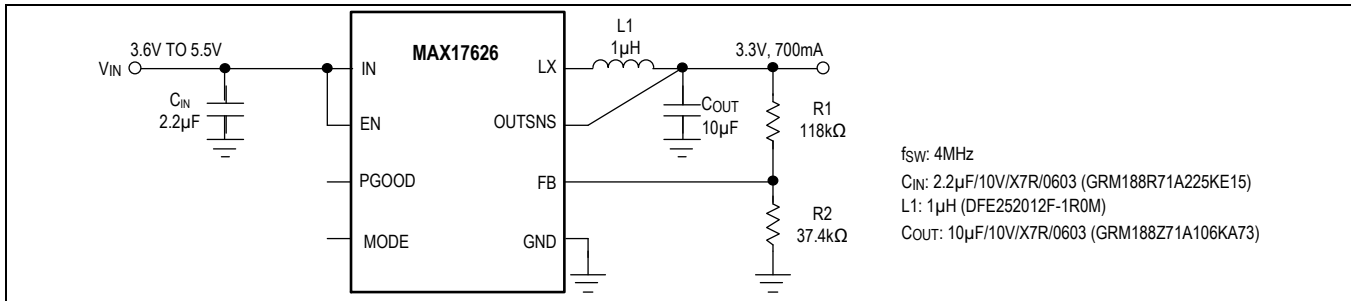 L1
1µH
3.6V TO 5.5V
MAX17626
3.3V, 700mA
VIN
IN
LX
CIN
2.2µF
COUT
10µF
R1
118kΩ
EN
OUTSNS
PGOOD
FB
R2
37.4kΩ
MODE
GND
fSW: 4MHz
CIN: 2.2µF/10V/X7R/0603 (GRM188R71A225KE15)
L1: 1µH (DFE252012F-1R0M)
COUT: 10µF/10V/X7R/0603 (GRM188Z71A106KA73)